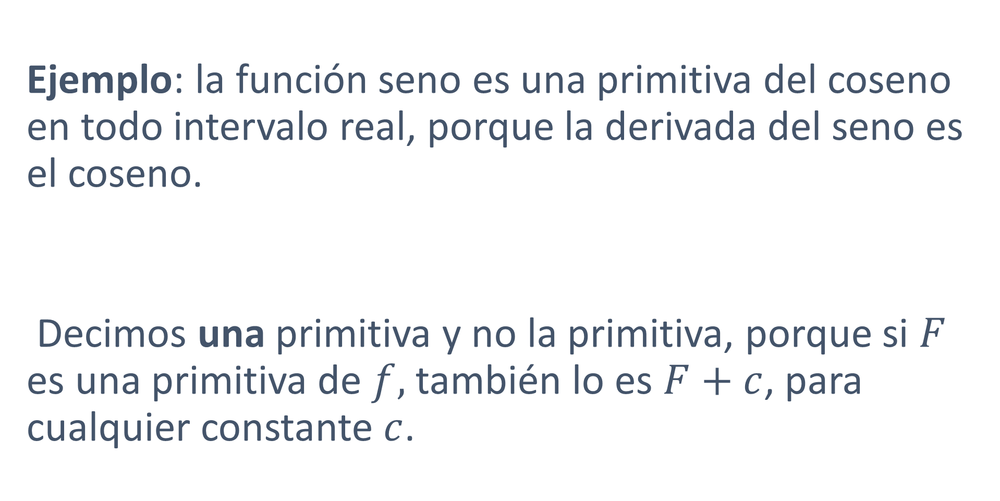 Ejemplo: la función seno es una primitiva del coseno
en todo intervalo real, porque la derivada del seno es
el coseno.
Decimos una primitiva y no la primitiva, porque si F
es una primitiva de f, también lo es F + c, para
cualquier constante c.